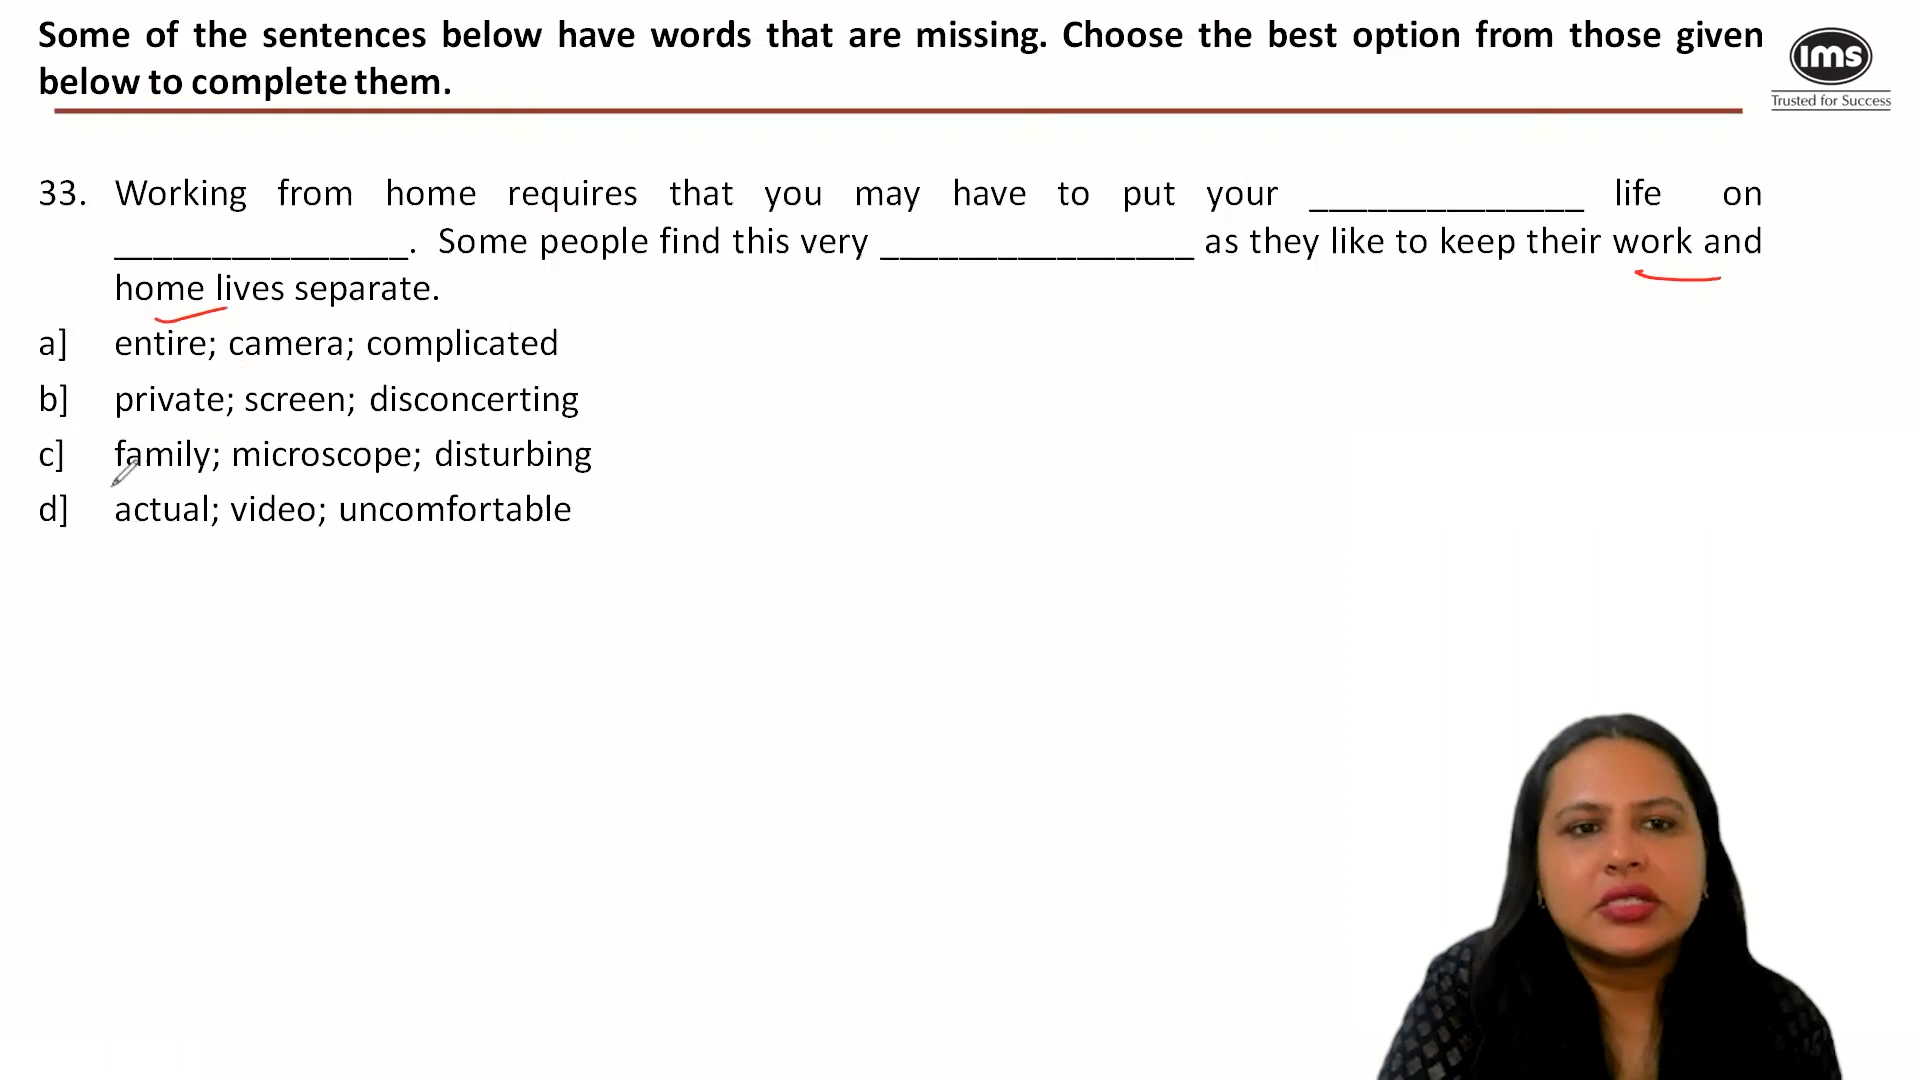 Some of the sentences below have words that are missing. Choose the best option from those given
below to complete them.
ims
Trusted for Success
33. Working from home requires that you may have to put your ______________ life on
_______________. Some people find this very ________________ as they like to keep their work and
home lives separate.
a] entire; camera; complicated
b] private; screen; disconcerting
c] family; microscope; disturbing
d] actual; video; uncomfortable